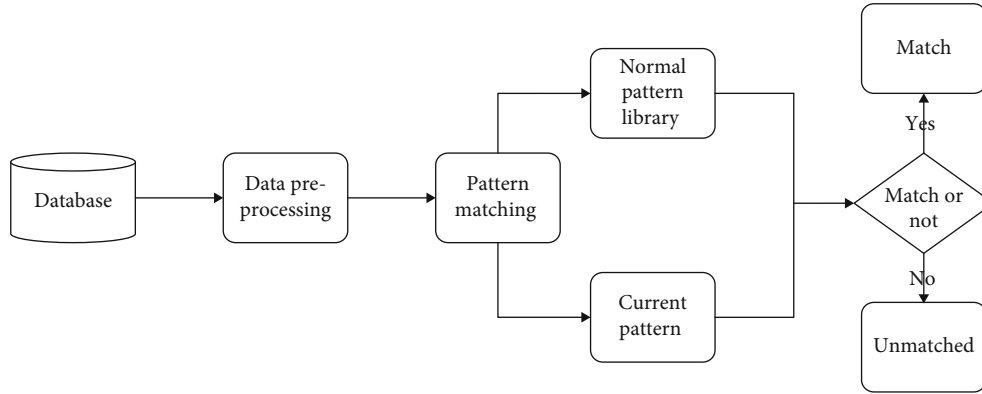 Database
Data pre-
processing
Pattern
matching
Normal
pattern
library
Current
pattern
Match
Yes
Match or
not
No
Unmatched